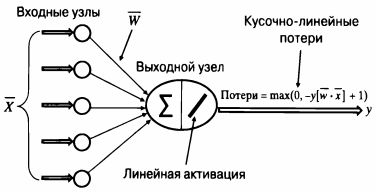 Входные узлы
W
Кусочно-линейные
потери
Выходной узел
X
Σ
Потери = max(0, -y[w · x] + 1)
y
Линейная активация